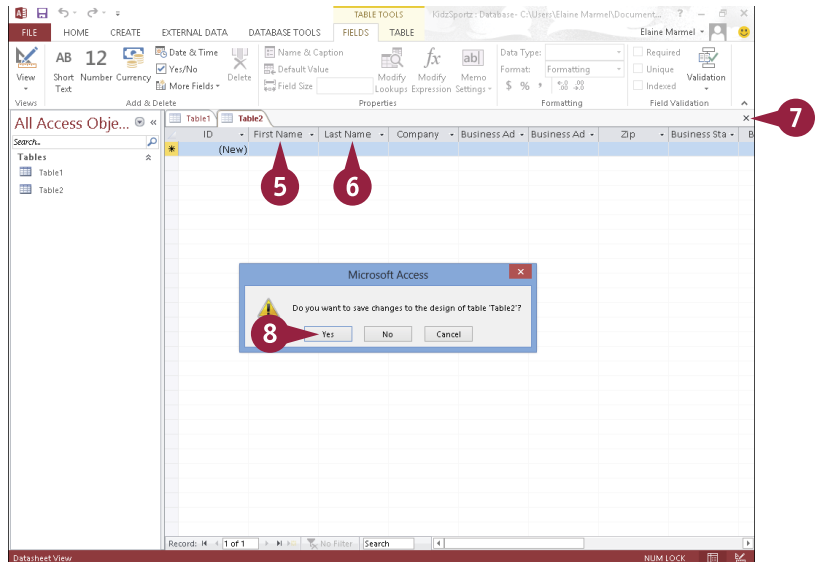 TABLE TOOLS KidzSportz : Database- C:\Users\Elaine Marmel\Document... ?
FILE HOME CREATE EXTERNAL DATA DATABASE TOOLS FIELDS TABLE Elaine Marmel
View
AB Short Text
12 Number
Currency
Date & Time
Yes/No
More Fields
Delete
Name & Caption
Default Value
Field Size
Modify Lookups
fx Modify Expression
ab| Memo Settings
Data Type:
Format: Formatting
$ % , .00 .00
Required
Unique
Indexed
Validation
Views Add & Delete Properties Formatting Field Validation
All Access Obje... «
Search..
Tables
Table1
Table2
Table1 Table2 × 7
ID First Name Last Name Company Business Ad Business Ad Zip Business Sta B
* (New)
5 6
Microsoft Access
Do you want to save changes to the design of table 'Table2'?
8 Yes No Cancel
Record: 1 of 1 No Filter Search
Datasheet View NUM LOCK